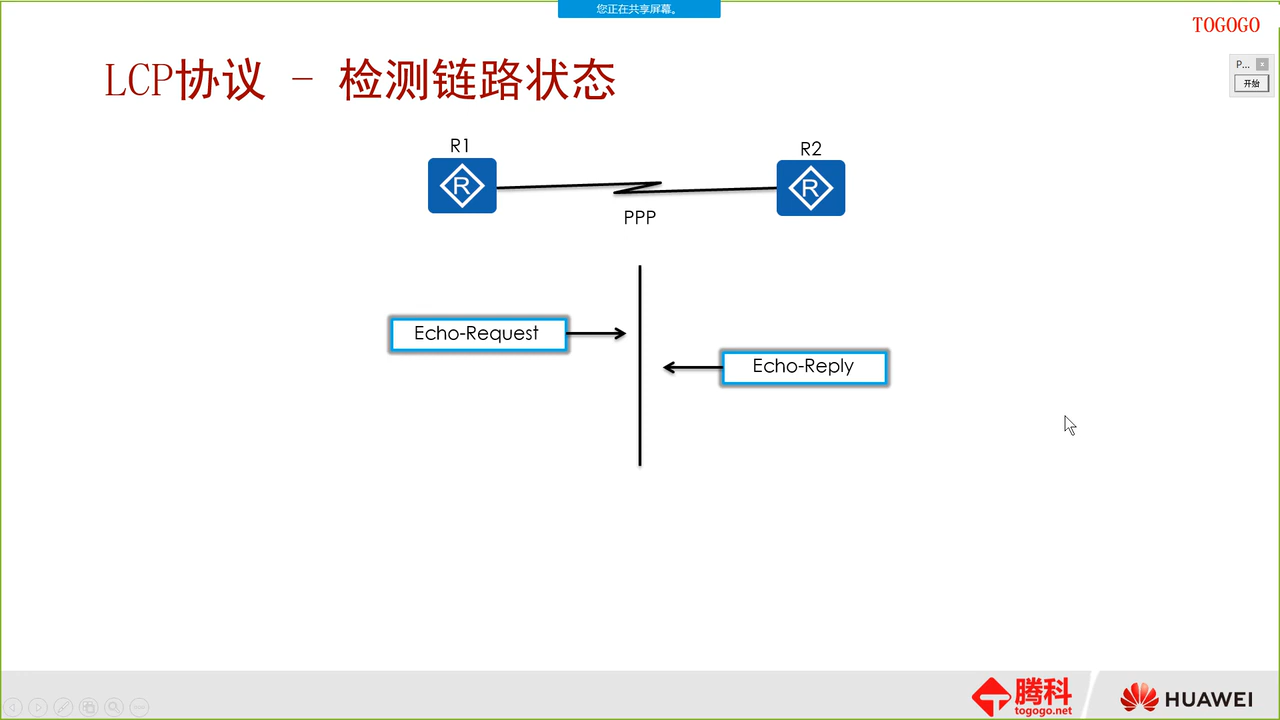 您正在共享屏幕。
TOGOGO
P...
开始
LCP协议 - 检测链路状态
R1
R2
R
R
PPP
Echo-Request
Echo-Reply
腾科
togogo.net
HUAWEI